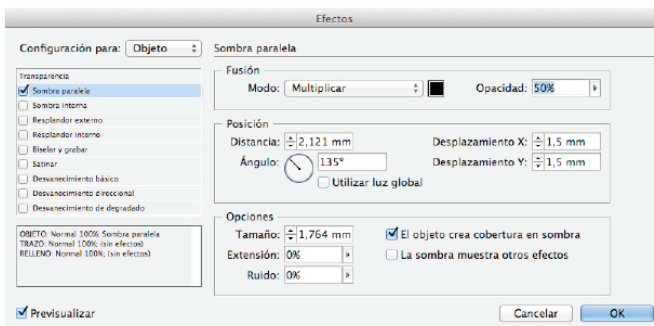 Efectos
Configuración para: Objeto
Sombra paralela
Transparencia
Sombra paralela
Sombra interna
Resplandor externo
Resplandor interno
Biselar y grabar
Satinar
Desvanecimiento básico
Desvanecimiento direccional
Desvanecimiento de degradado
OBJETO: Normal 100%; Sombra paralela
TRAZO: Normal 100%; (sin efectos)
RELLENO: Normal 100%; (sin efectos)
Previsualizar
Fusión
Modo: Multiplicar Opacidad: 50%
Posición
Distancia: 2,121 mm Desplazamiento X: 1,5 mm
Ángulo: 135° Desplazamiento Y: 1,5 mm
Utilizar luz global
Opciones
Tamaño: 1,764 mm El objeto crea cobertura en sombra
Extensión: 0% La sombra muestra otros efectos
Ruido: 0%
Cancelar OK